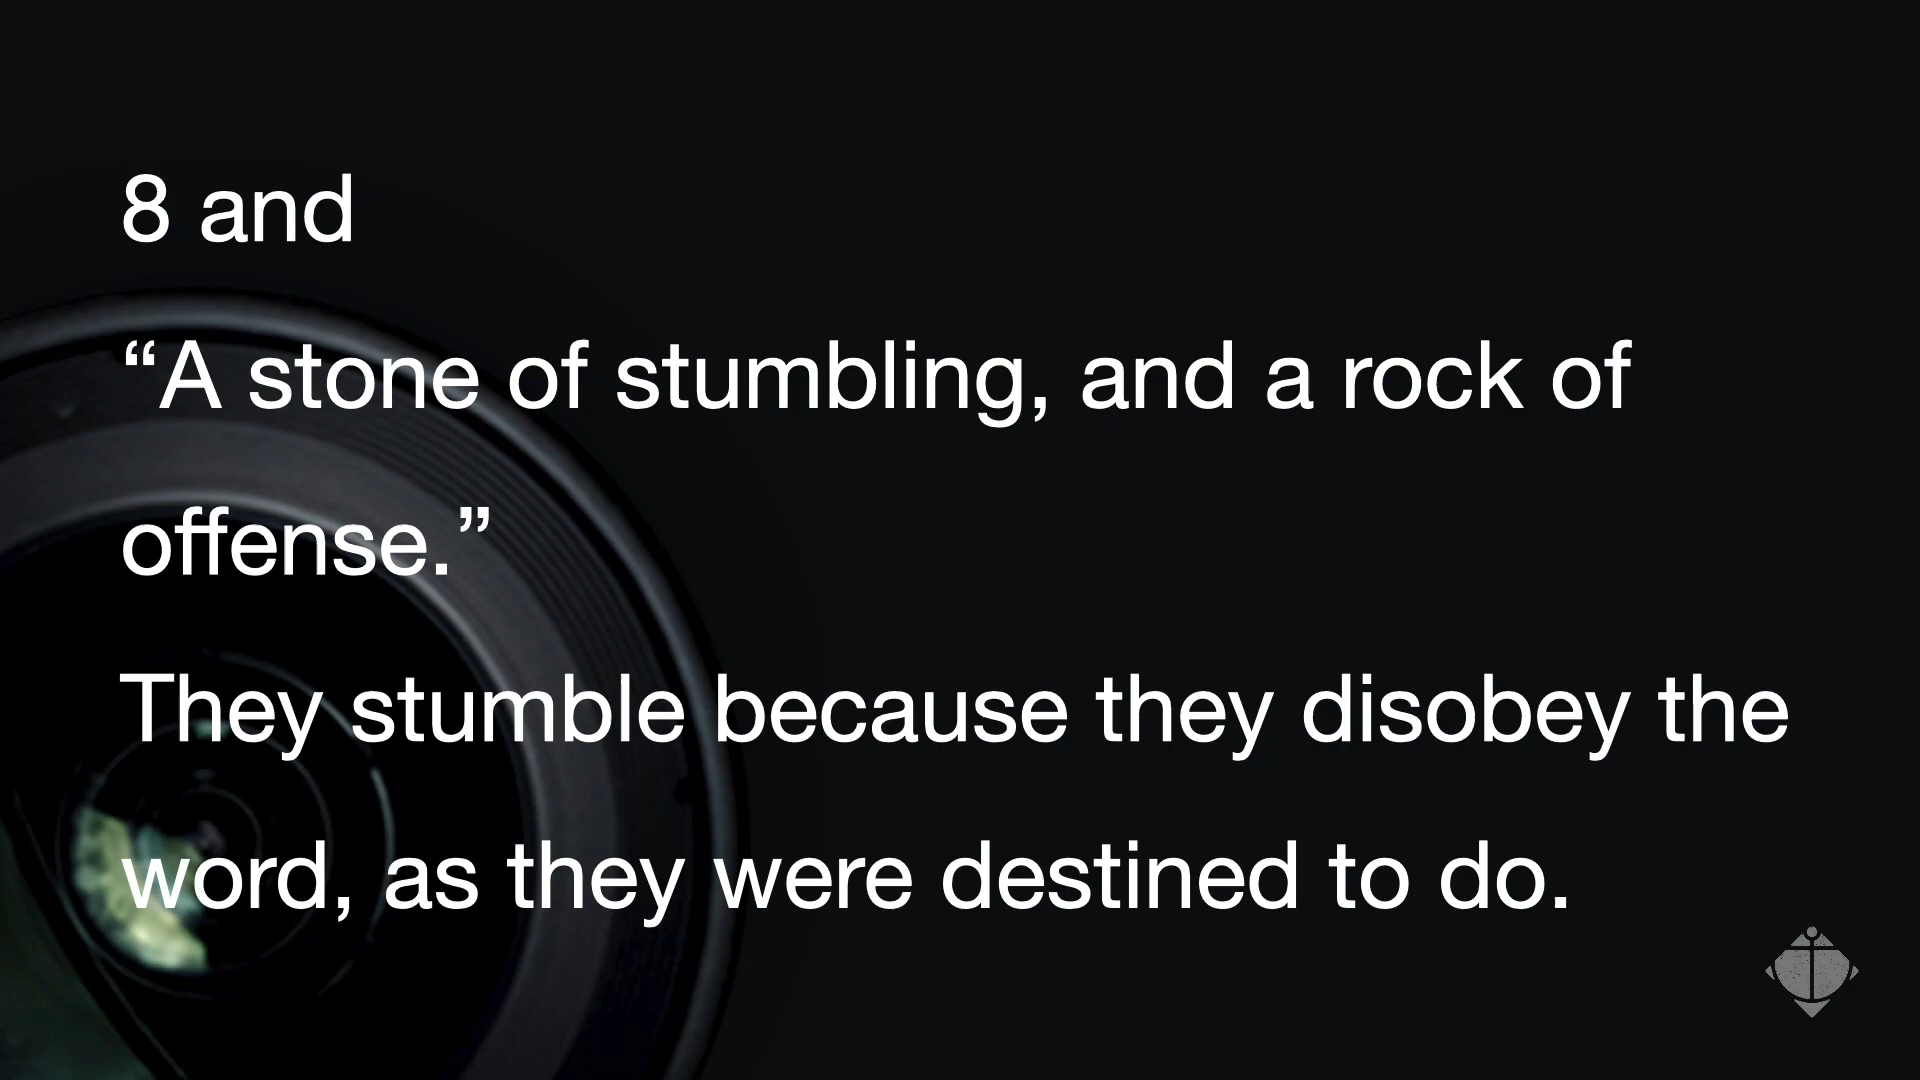 8 and
“A stone of stumbling, and a rock of
offense.”
They stumble because they disobey the
word, as they were destined to do.